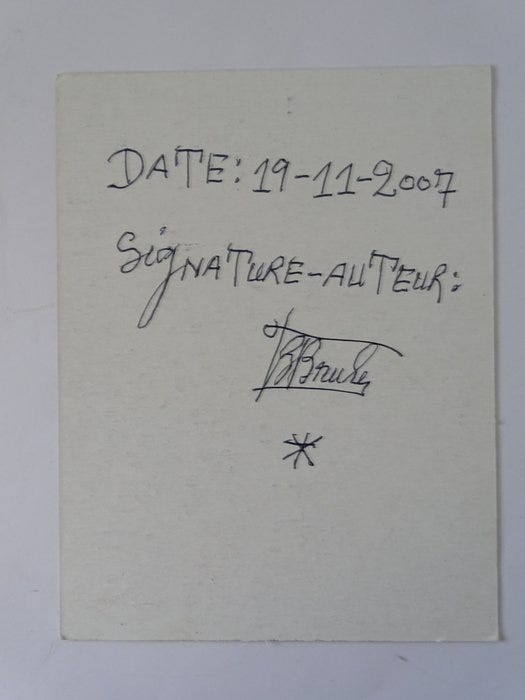 DATE: 19-11-2007
SigNATURE-AUTEUR:
*